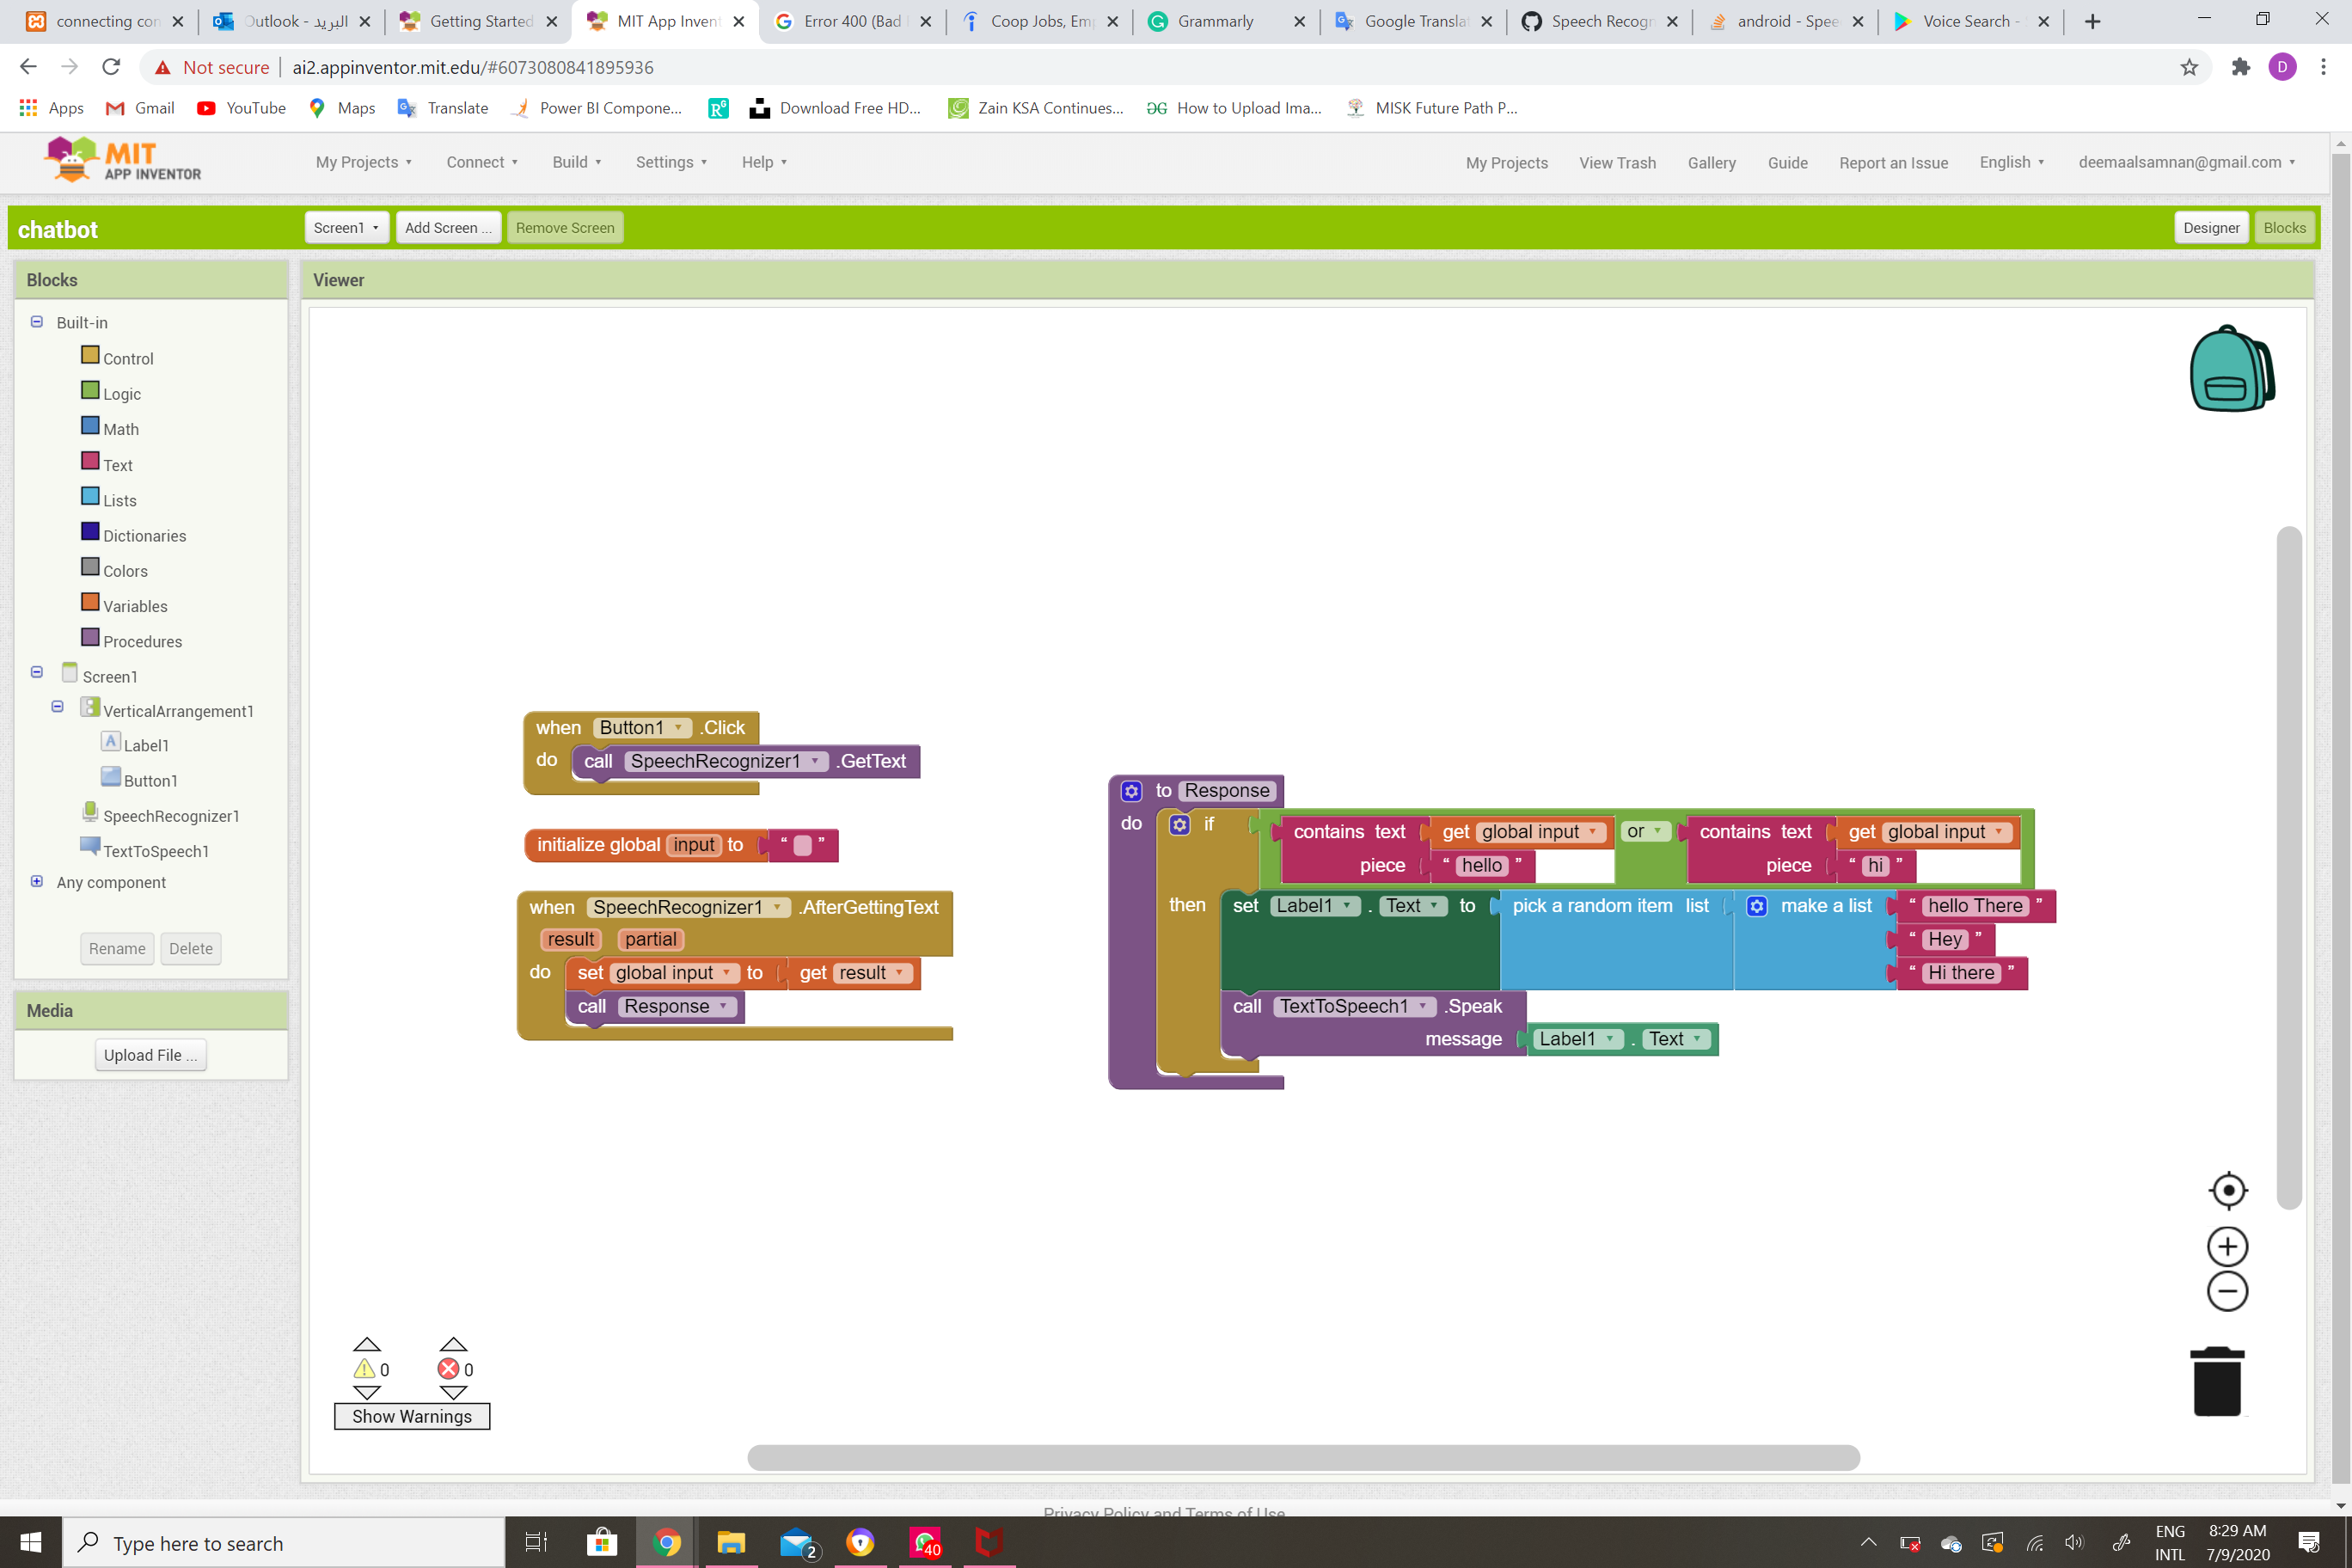 connecting con
Outlook - البريد
Getting Started
MIT App Invent
Error 400 (Bad
Coop Jobs, Emp
Grammarly
Google Translat
Speech Recogn
android - Spee
Voice Search -
Not secure
ai2.appinventor.mit.edu/#6073080841895936
D
Apps
Gmail
YouTube
Maps
Translate
Power BI Compone...
RG
Download Free HD...
Zain KSA Continues...
How to Upload Ima...
MISK Future Path P...
MIT
APP INVENTOR
My Projects
Connect
Build
Settings
Help
My Projects
View Trash
Gallery
Guide
Report an Issue
English
deemaalsamnan@gmail.com
chatbot
Screen1
Add Screen ...
Remove Screen
Designer
Blocks
Blocks
Viewer
Built-in
Control
Logic
Math
Text
Lists
Dictionaries
Colors
Variables
Procedures
Screen1
VerticalArrangement1
Label1
Button1
SpeechRecognizer1
TextToSpeech1
Any component
Rename
Delete
Media
Upload File ...
when Button1 .Click
do call SpeechRecognizer1 .GetText
initialize global input to “ ”
when SpeechRecognizer1 .AfterGettingText
result partial
do set global input to get result
call Response
to Response
do if contains text get global input or contains text get global input
piece “ hello ” piece “ hi ”
then set Label1 . Text to pick a random item list make a list “ hello There ”
“ Hey ”
“ Hi there ”
call TextToSpeech1 .Speak
message Label1 . Text
0
0
Show Warnings
Privacy Policy and Terms of Use
Type here to search
2
40
ENG
INTL
8:29 AM
7/9/2020